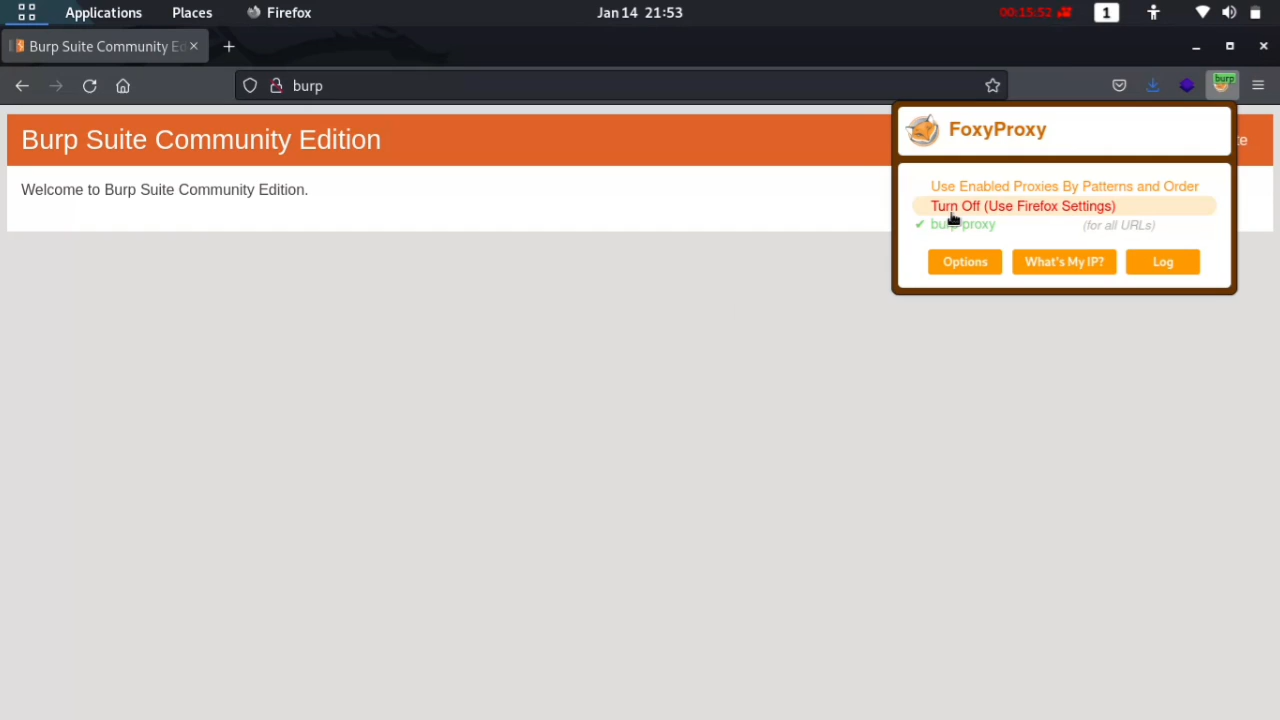 Applications Places Firefox Jan 14 21:53 00:15:52 1
Burp Suite Community Ed
burp burp
FoxyProxy
Burp Suite Community Edition
Use Enabled Proxies By Patterns and Order
Welcome to Burp Suite Community Edition.
Turn Off (Use Firefox Settings)
✔ burp proxy (for all URLs)
Options What's My IP? Log